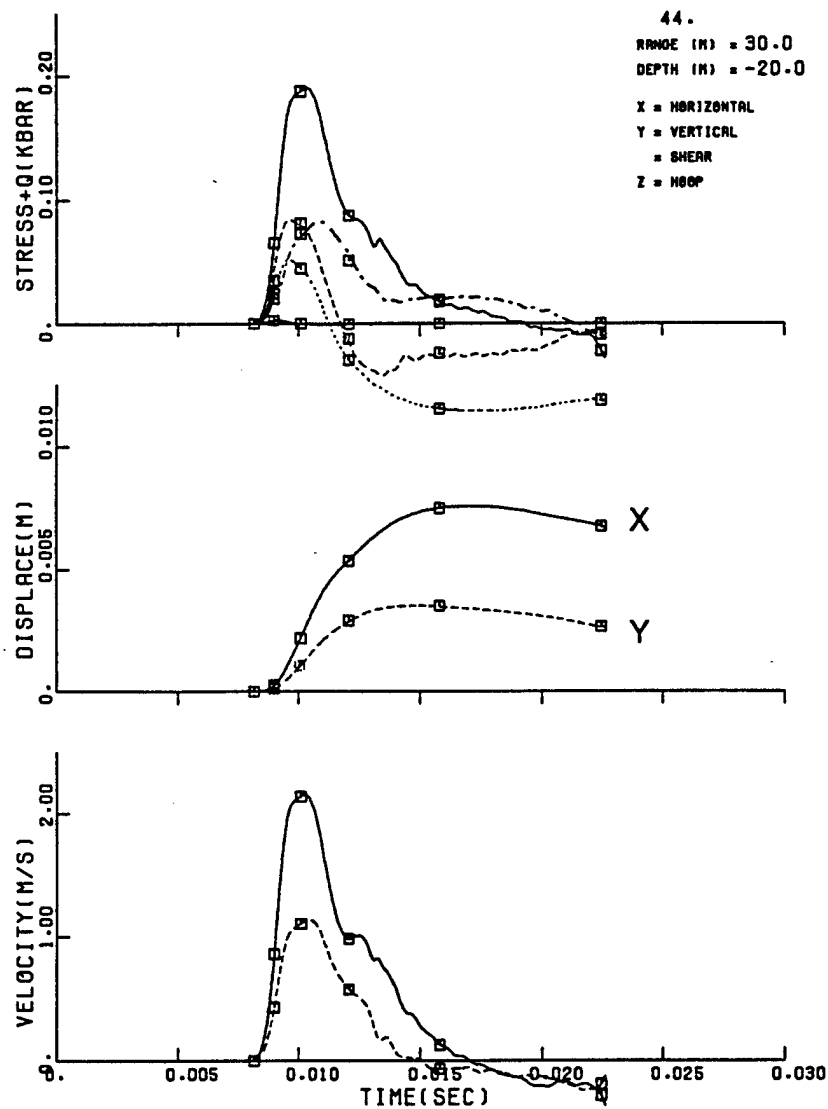 44.
RANGE (M) = 30.0
DEPTH (M) = -20.0
X = HORIZONTAL
Y = VERTICAL
= SHEAR
Z = HOOP
STRESS+Q(KBAR)
0.20
0.10
0.
DISPLACE(M)
0.010
0.005
0.
X
Y
VELOCITY(M/S)
2.00
1.00
0.
0. 0.005 0.010 0.015 0.020 0.025 0.030
TIME(SEC)